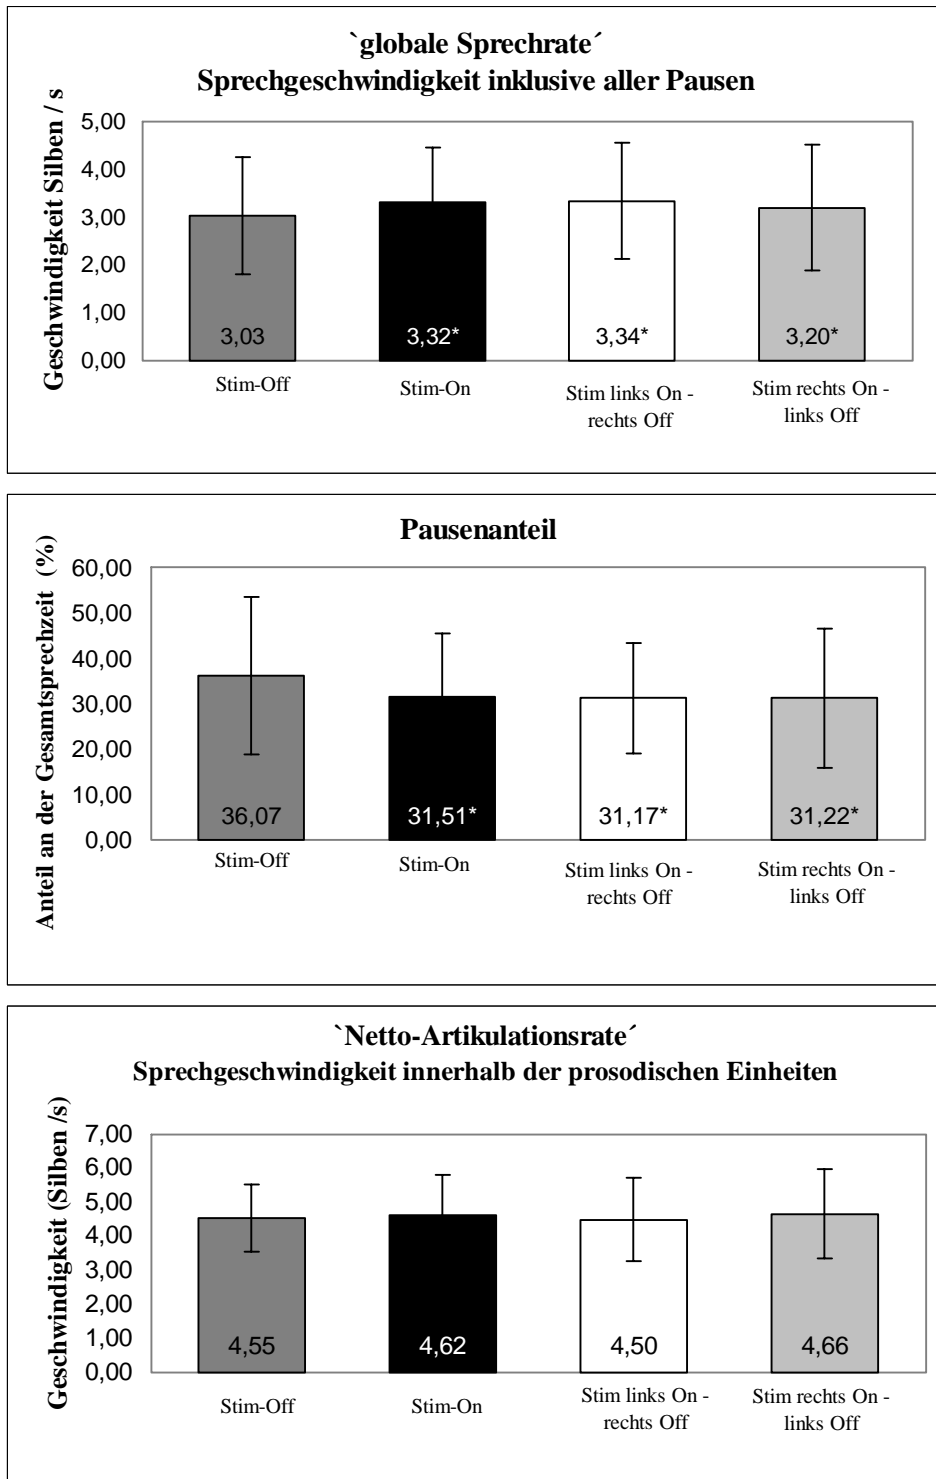 `globale Sprechrate´
Sprechgeschwindigkeit inklusive aller Pausen
Geschwindigkeit Silben / s
5,00
4,00
3,00
2,00
1,00
0,00
3,03
3,32*
3,34*
3,20*
Stim-Off
Stim-On
Stim links On -
rechts Off
Stim rechts On -
links Off
Pausenanteil
Anteil an der Gesamtsprechzeit (%)
60,00
50,00
40,00
30,00
20,00
10,00
0,00
36,07
31,51*
31,17*
31,22*
Stim-Off
Stim-On
Stim links On -
rechts Off
Stim rechts On -
links Off
`Netto-Artikulationsrate´
Sprechgeschwindigkeit innerhalb der prosodischen Einheiten
Geschwindigkeit (Silben /s)
7,00
6,00
5,00
4,00
3,00
2,00
1,00
0,00
4,55
4,62
4,50
4,66
Stim-Off
Stim-On
Stim links On -
rechts Off
Stim rechts On -
links Off